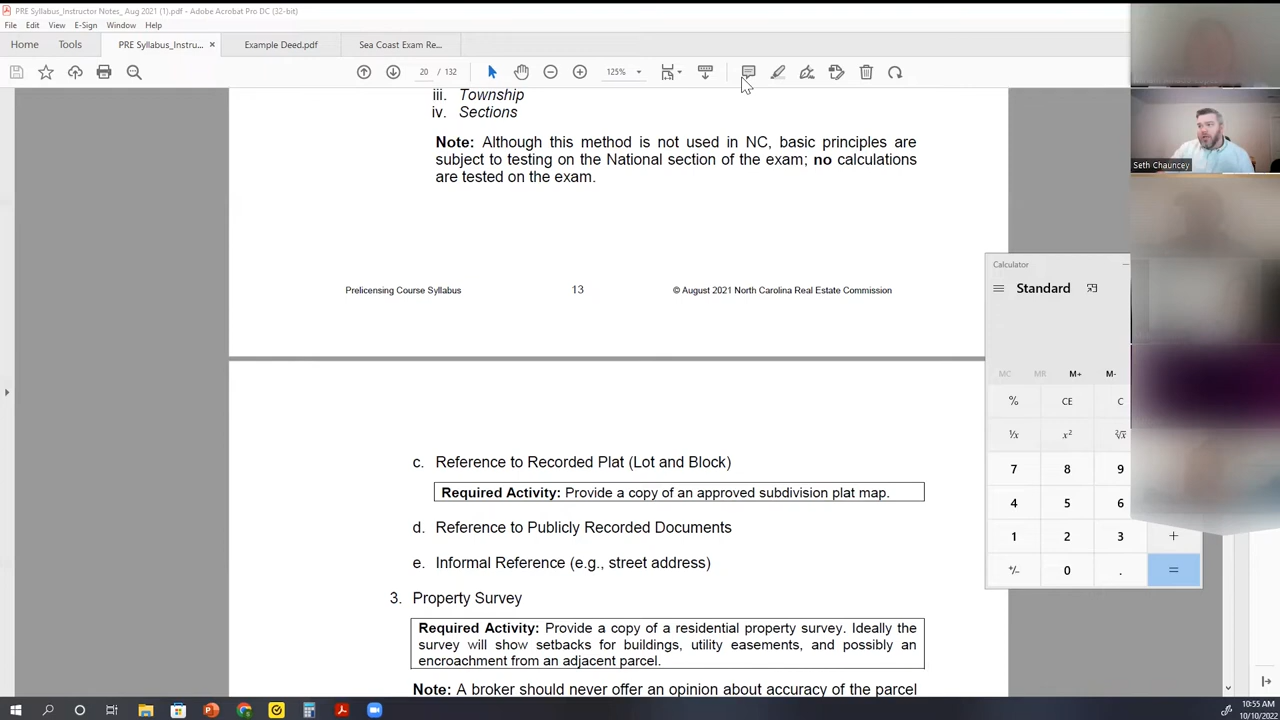 PRE Syllabus_Instructor Notes_ Aug 2021 (1).pdf - Adobe Acrobat Pro DC (32-bit)
File Edit View E-Sign Window Help
Home Tools PRE Syllabus_Instru... × Example Deed.pdf Sea Coast Exam Re...
20 / 132 125%
iii. Township
iv. Sections
Note: Although this method is not used in NC, basic principles are
subject to testing on the National section of the exam; no calculations
are tested on the exam.
Prelicensing Course Syllabus 13 © August 2021 North Carolina Real Estate Commission
c. Reference to Recorded Plat (Lot and Block)
Required Activity: Provide a copy of an approved subdivision plat map.
d. Reference to Publicly Recorded Documents
e. Informal Reference (e.g., street address)
3. Property Survey
Required Activity: Provide a copy of a residential property survey. Ideally the
survey will show setbacks for buildings, utility easements, and possibly an
encroachment from an adjacent parcel.
Note: A broker should never offer an opinion about accuracy of the parcel
Seth Chauncey
Calculator
Standard
MC MR M+ M-
% CE C
1/x x² ²√x
7 8 9
4 5 6
1 2 3 +
+/- 0 . =
10:55 AM
10/10/2022